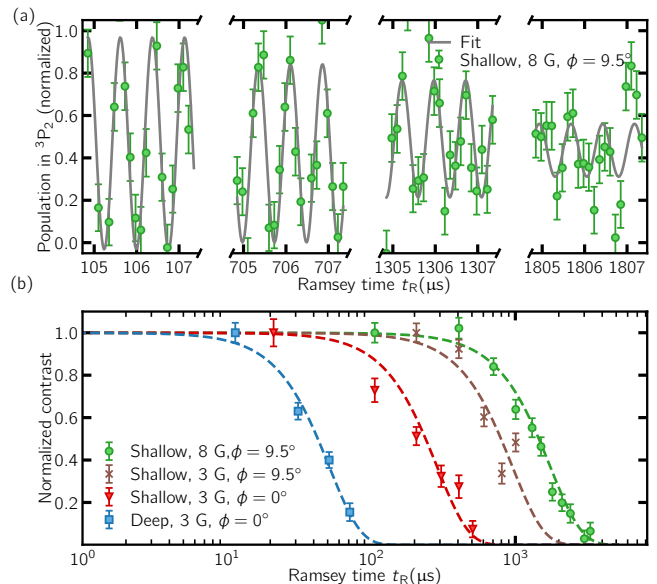 (a)
Population in ³P₂ (normalized)
1.0
0.8
0.6
0.4
0.2
0.0
Fit
Shallow, 8 G, ϕ = 9.5°
105 106 107 705 706 707 1305 1306 1307 1805 1806 1807
Ramsey time tR(µs)
(b)
Normalized contrast
1.0
0.8
0.6
0.4
0.2
Shallow, 8 G,ϕ = 9.5°
Shallow, 3 G, ϕ = 9.5°
Shallow, 3 G, ϕ = 0°
Deep, 3 G, ϕ = 0°
10⁰ 10¹ 10² 10³
Ramsey time tR(µs)